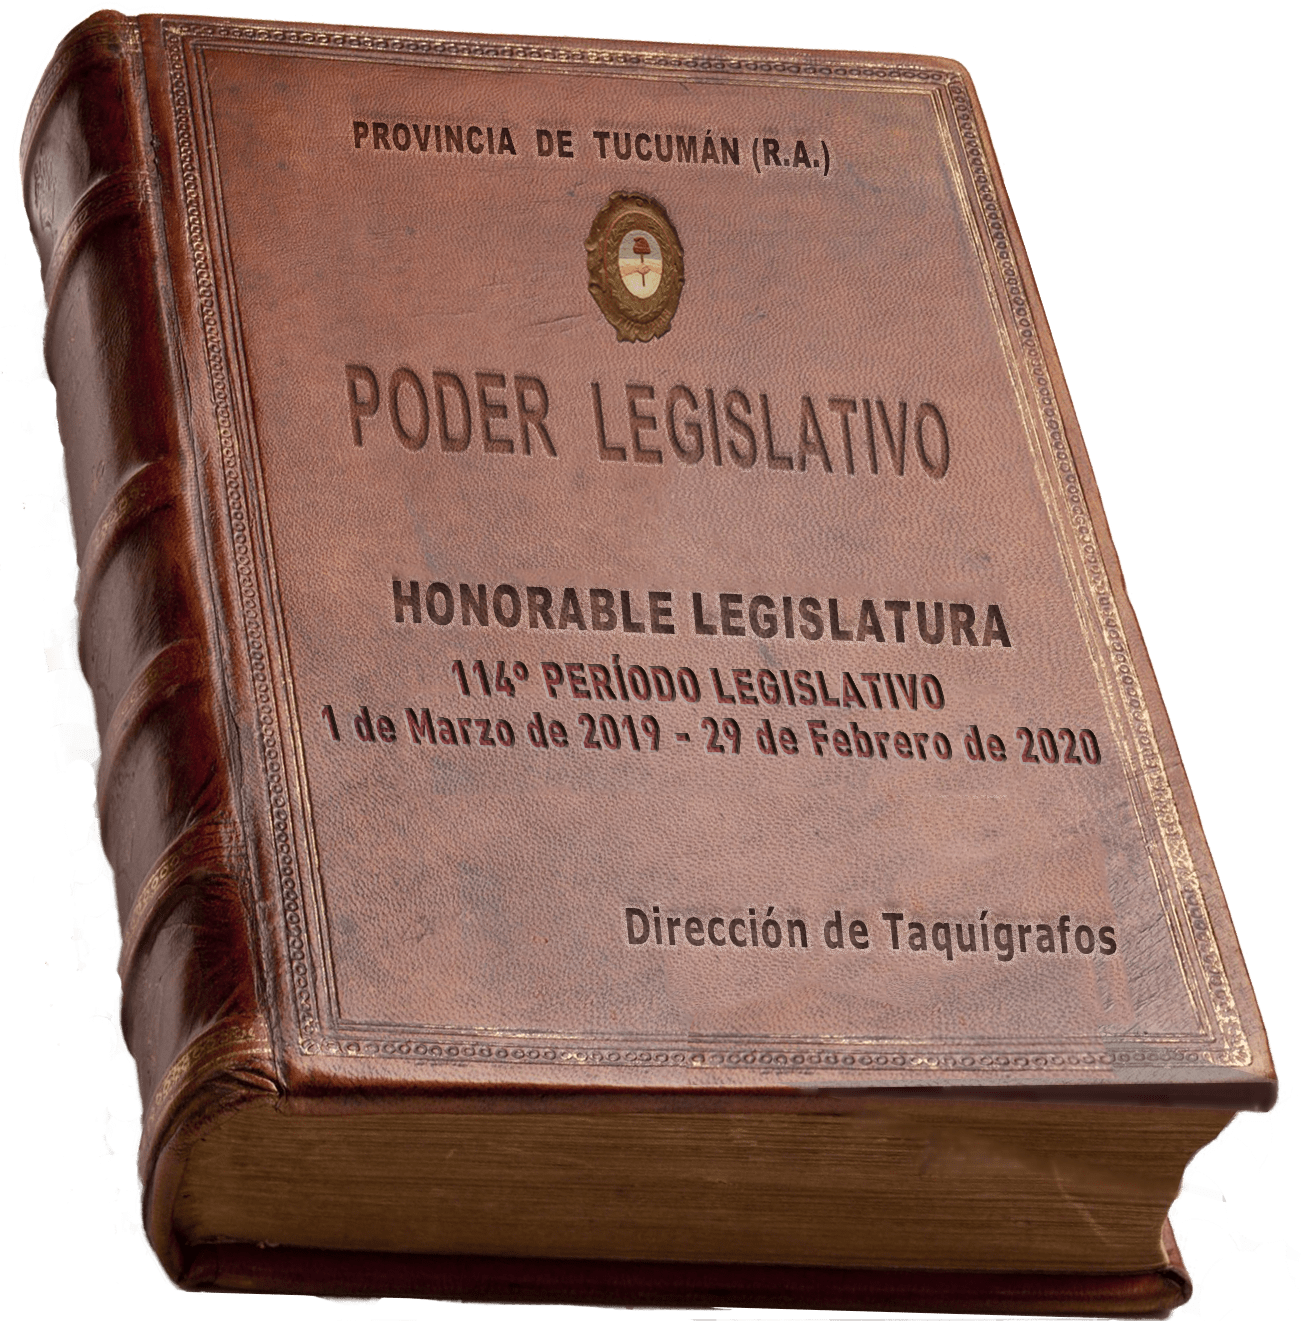 PROVINCIA DE TUCUMÁN (R.A.)
PODER LEGISLATIVO
HONORABLE LEGISLATURA
114º PERÍODO LEGISLATIVO
1 de Marzo de 2019 - 29 de Febrero de 2020
Dirección de Taquígrafos